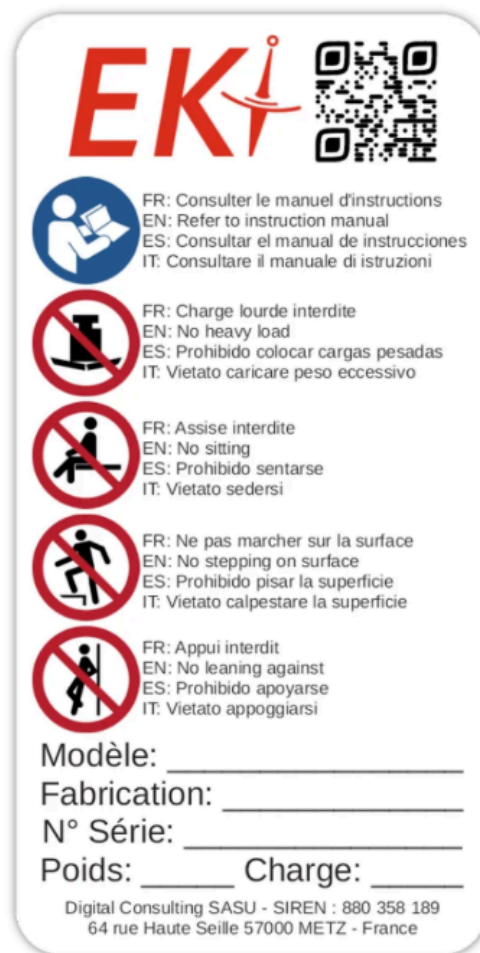 EKi
FR: Consulter le manuel d'instructions
EN: Refer to instruction manual
ES: Consultar el manual de instrucciones
IT: Consultare il manuale di istruzioni
FR: Charge lourde interdite
EN: No heavy load
ES: Prohibido colocar cargas pesadas
IT: Vietato caricare peso eccessivo
FR: Assise interdite
EN: No sitting
ES: Prohibido sentarse
IT: Vietato sedersi
FR: Ne pas marcher sur la surface
EN: No stepping on surface
ES: Prohibido pisar la superficie
IT: Vietato calpestare la superficie
FR: Appui interdit
EN: No leaning against
ES: Prohibido apoyarse
IT: Vietato appoggiarsi
Modèle: ___________________
Fabrication: _______________
N° Série: __________________
Poids: ______ Charge: ______
Digital Consulting SASU - SIREN : 880 358 189
64 rue Haute Seille 57000 METZ - France